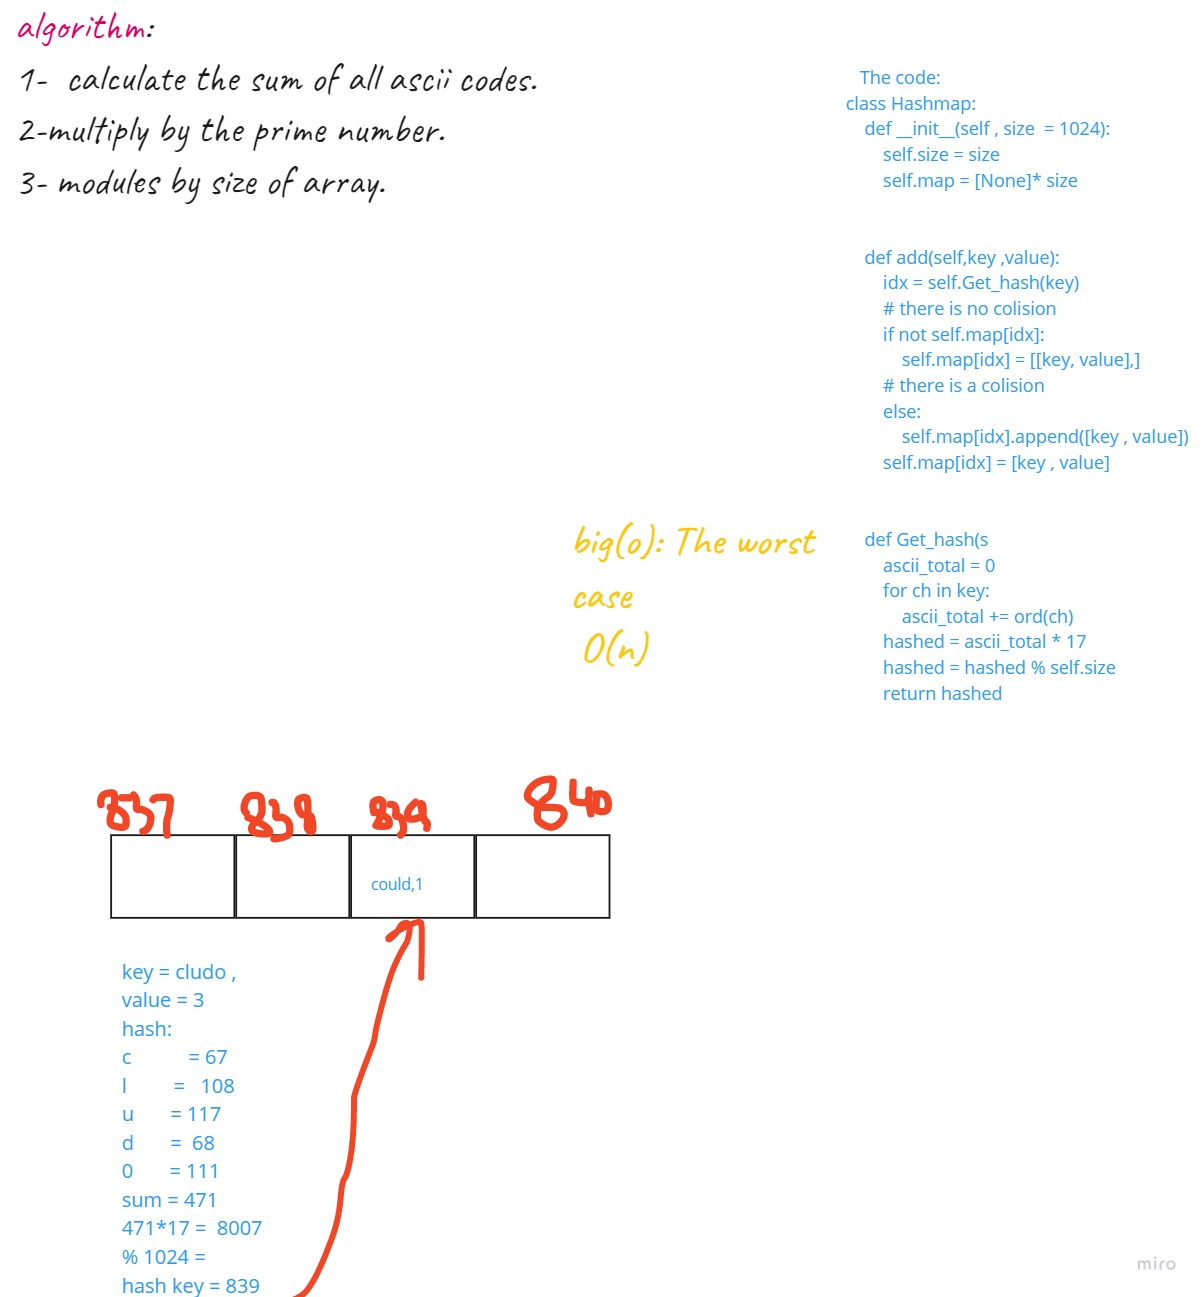 algorithm:
1- calculate the sum of all ascii codes.
2-multiply by the prime number.
3- modules by size of array.
The code:
class Hashmap:
def __init__(self , size = 1024):
self.size = size
self.map = [None]* size
def add(self,key ,value):
idx = self.Get_hash(key)
# there is no colision
if not self.map[idx]:
self.map[idx] = [[key, value],]
# there is a colision
else:
self.map[idx].append([key , value])
self.map[idx] = [key , value]
def Get_hash(s
ascii_total = 0
for ch in key:
ascii_total += ord(ch)
hashed = ascii_total * 17
hashed = hashed % self.size
return hashed
big(o): The worst
case
O(n)
837 838 839 840
could,1
key = cludo ,
value = 3
hash:
c = 67
l = 108
u = 117
d = 68
0 = 111
sum = 471
471*17 = 8007
% 1024 =
hash key = 839
miro